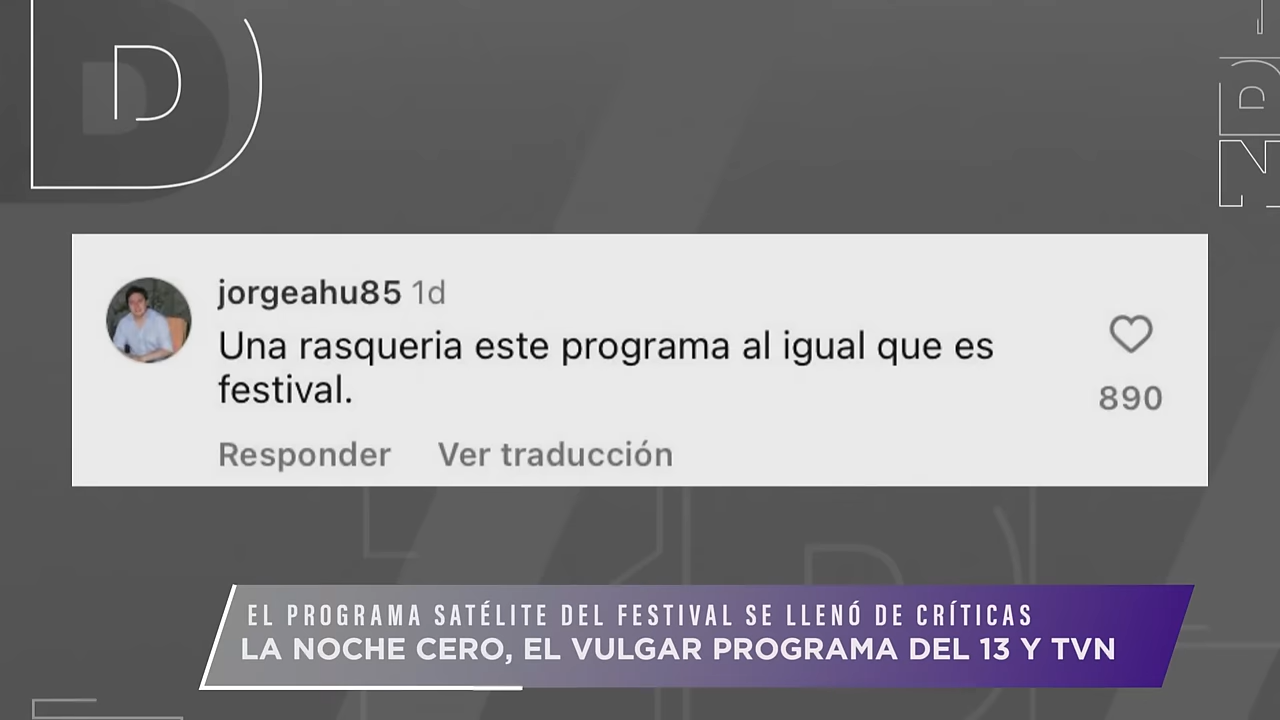 D
D
jorgeahu85 1d
Una rasqueria este programa al igual que es
festival.
890
Responder
Ver traducción
EL PROGRAMA SATÉLITE DEL FESTIVAL SE LLENÓ DE CRÍTICAS
LA NOCHE CERO, EL VULGAR PROGRAMA DEL 13 Y TVN